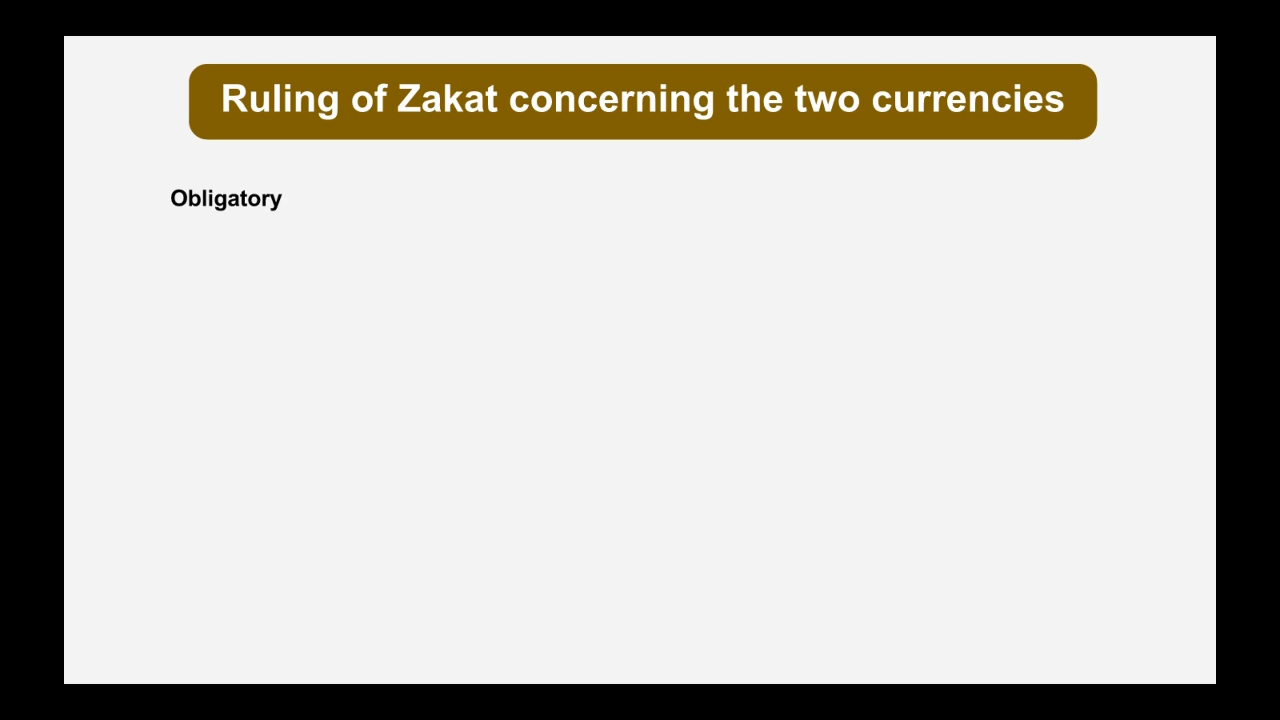 Ruling of Zakat concerning the two currencies
Obligatory